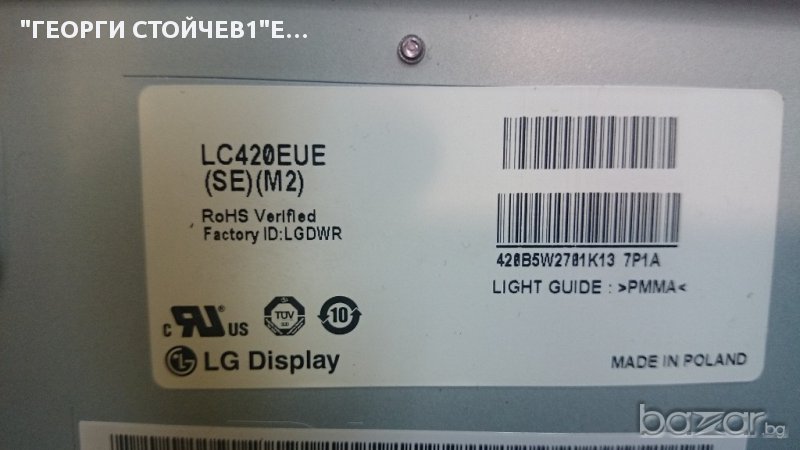 "ГЕОРГИ СТОЙЧЕВ1"Е...
LC420EUE
(SE)(M2)
RoHS Verified
Factory ID:LGDWR
420B5W2701K13 7P1A
LIGHT GUIDE : >PMMA<
c RU US
TÜV
10
LG Display
MADE IN POLAND
bazar.bg